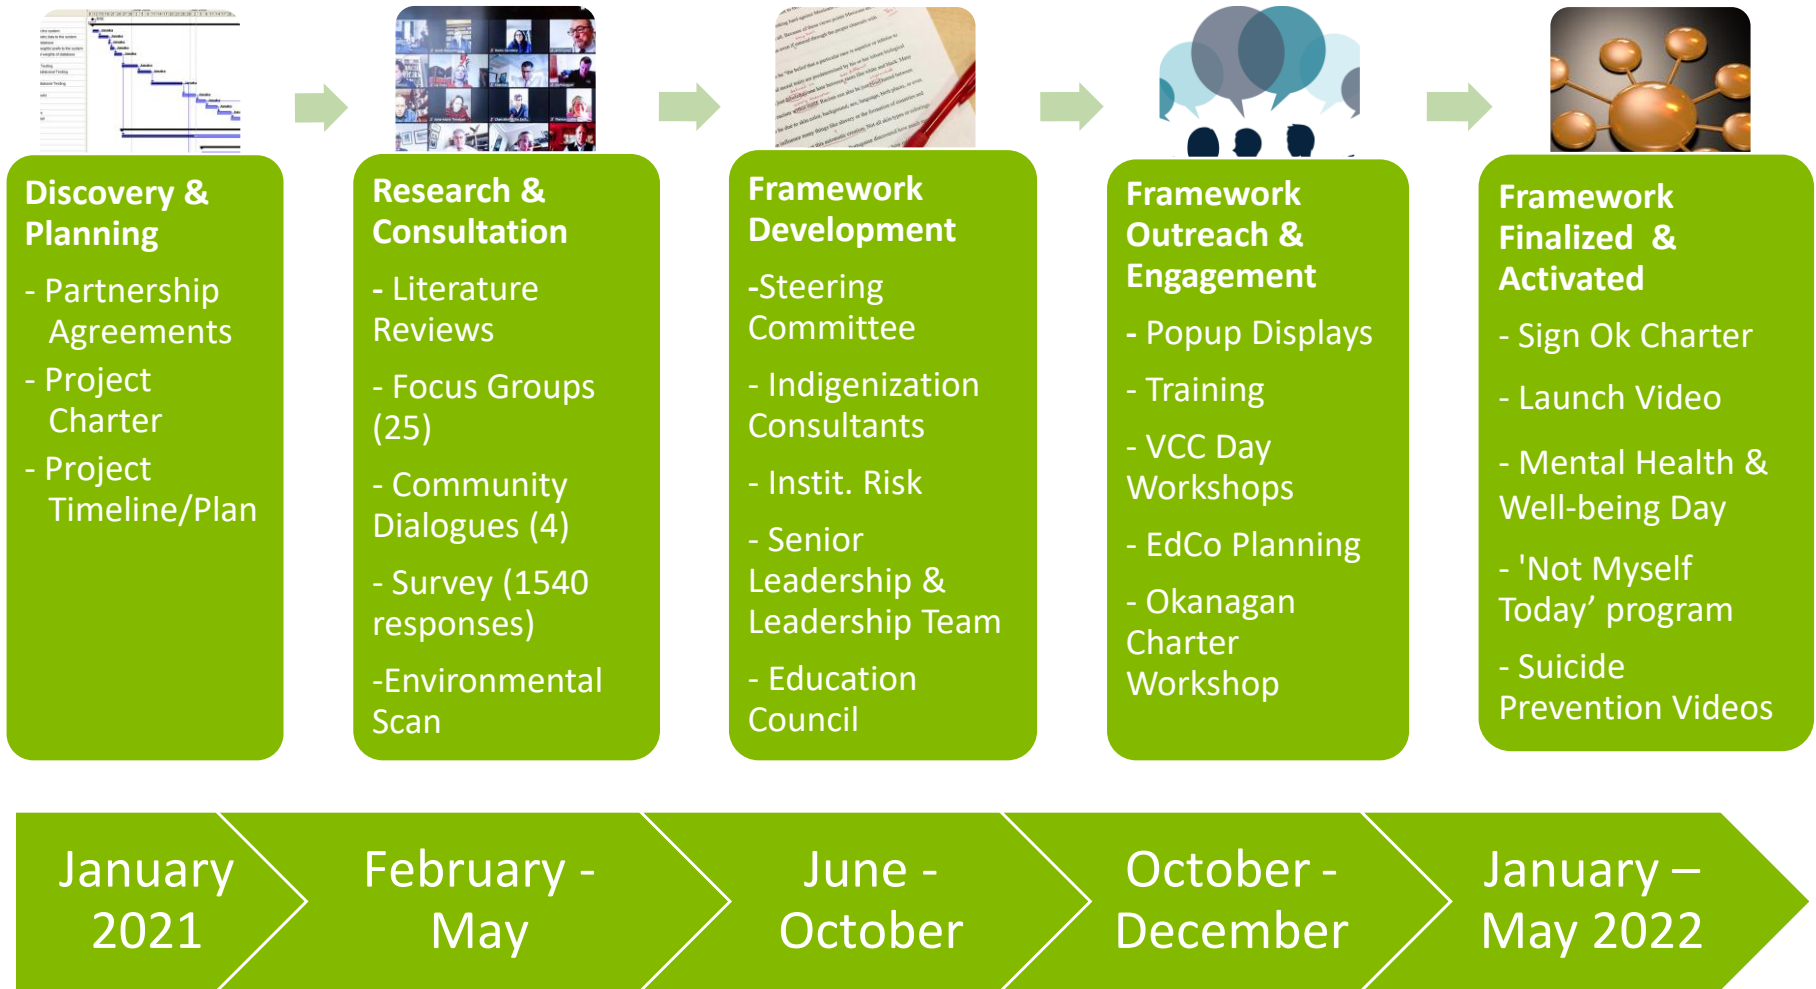 Discovery &
Planning
- Partnership
Agreements
- Project
Charter
- Project
Timeline/Plan
Research &
Consultation
- Literature
Reviews
- Focus Groups
(25)
- Community
Dialogues (4)
- Survey (1540
responses)
-Environmental
Scan
Framework
Development
-Steering
Committee
- Indigenization
Consultants
- Instit. Risk
- Senior
Leadership &
Leadership Team
- Education
Council
Framework
Outreach &
Engagement
- Popup Displays
- Training
- VCC Day
Workshops
- EdCo Planning
- Okanagan
Charter
Workshop
Framework
Finalized  &
Activated
- Sign Ok Charter
- Launch Video
- Mental Health &
Well-being Day
- 'Not Myself
Today’ program
- Suicide
Prevention Videos
January
2021
February -
May
June -
October
October -
December
January –
May 2022